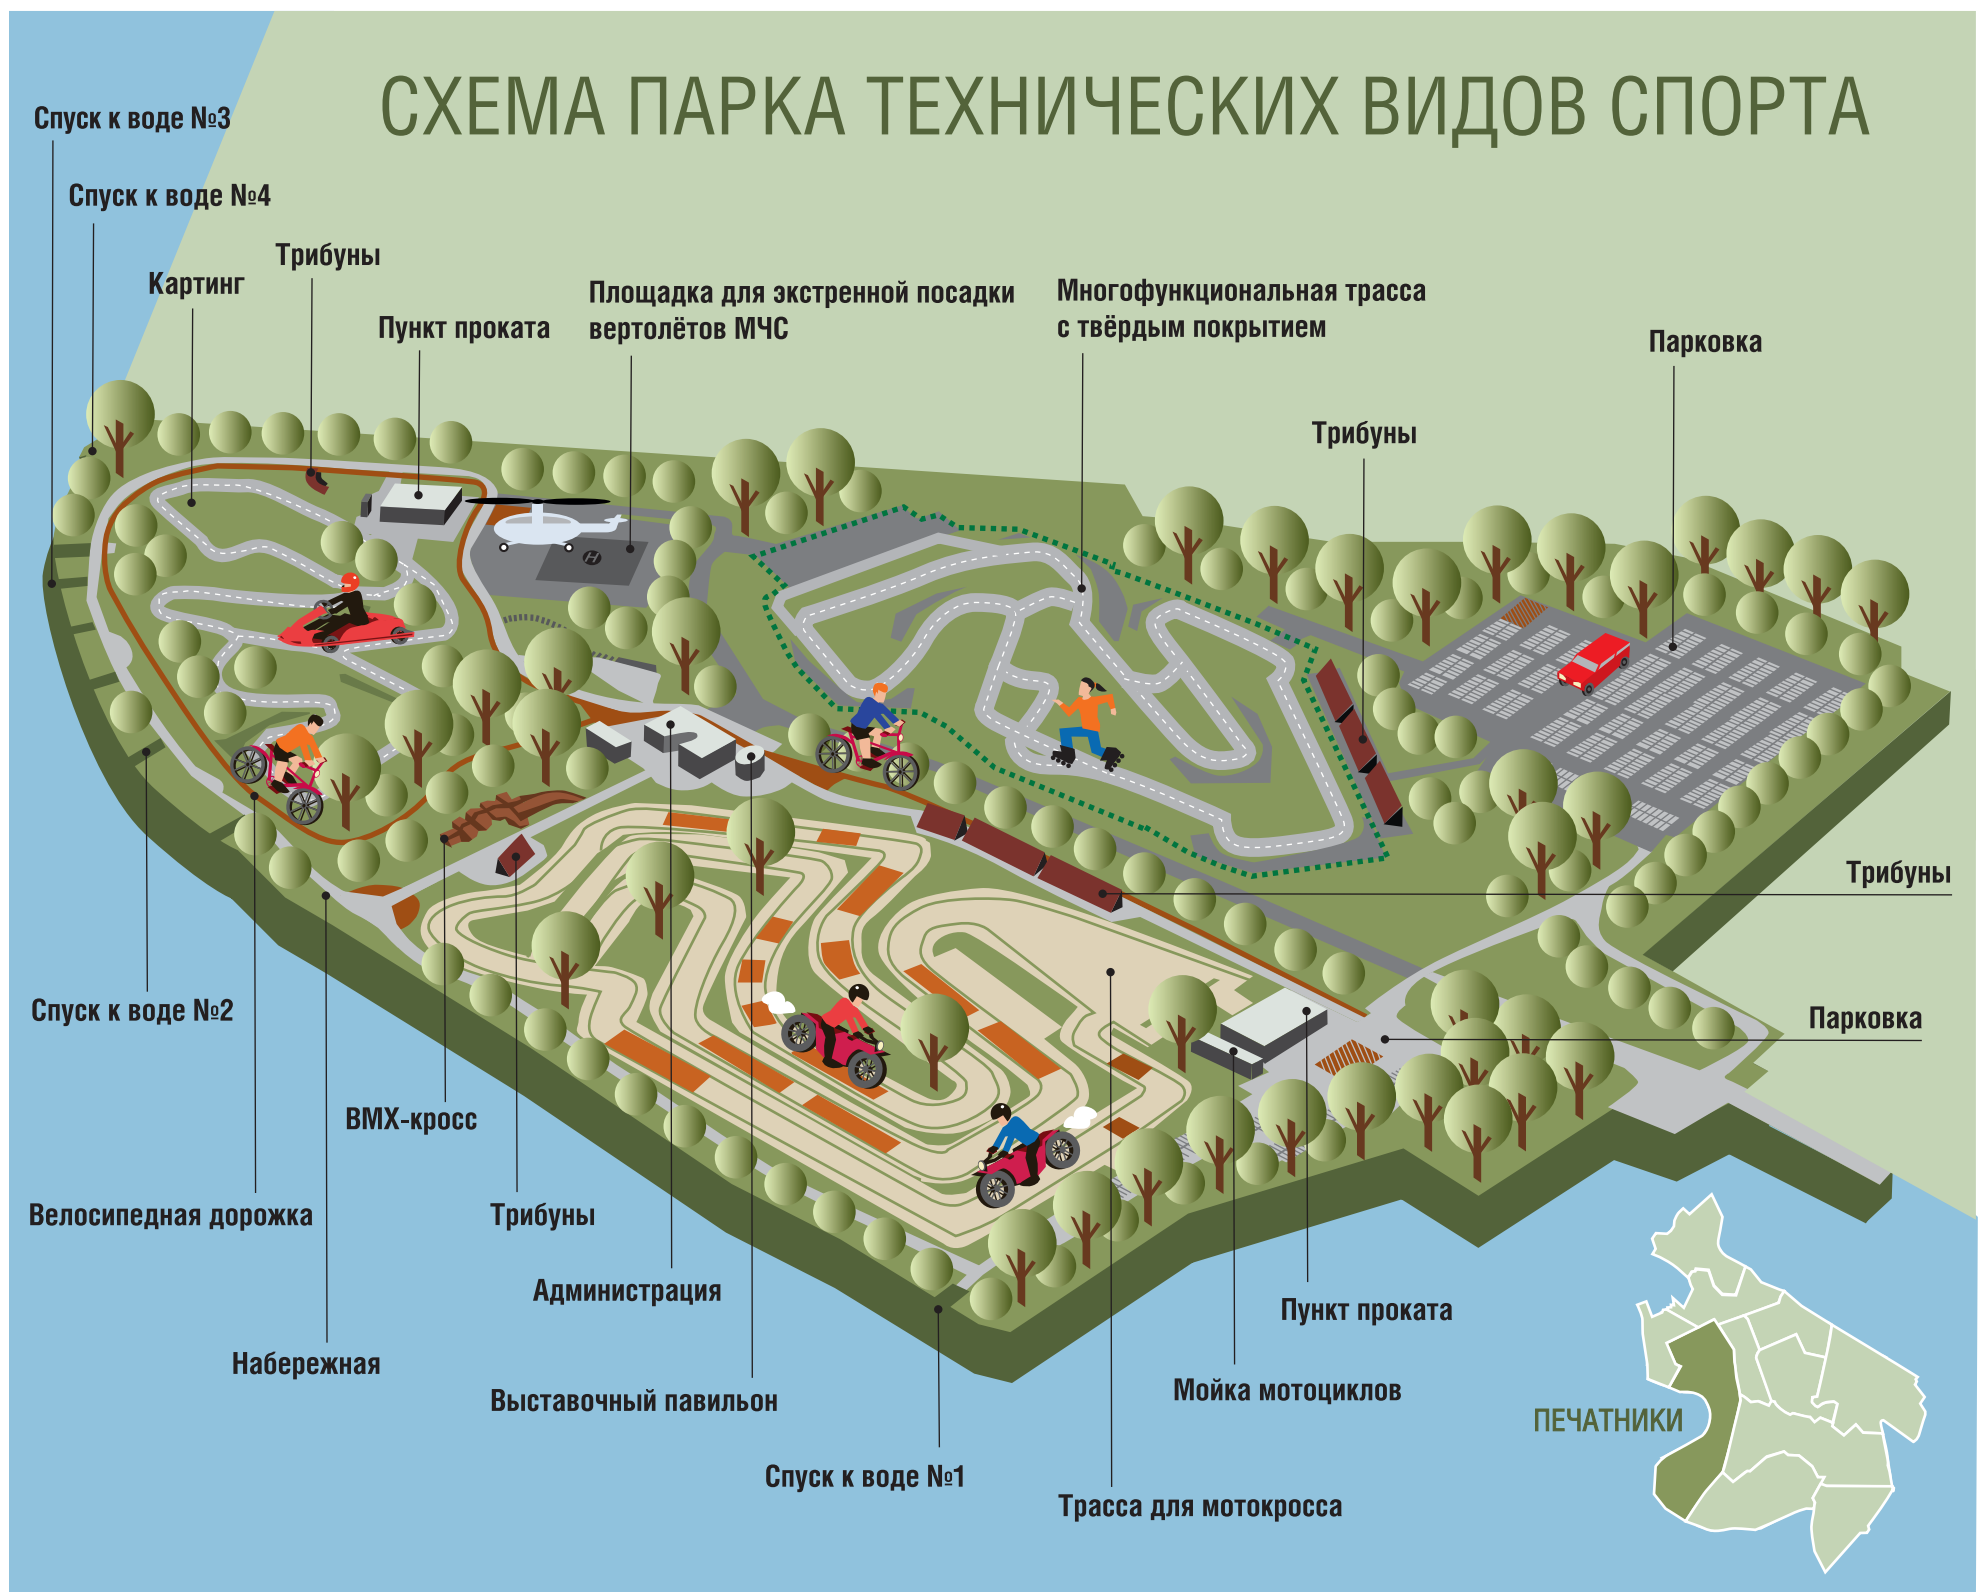 СХЕМА ПАРКА ТЕХНИЧЕСКИХ ВИДОВ СПОРТА
Спуск к воде №3
Спуск к воде №4
Трибуны
Картинг
Пункт проката
Площадка для экстренной посадки
вертолётов МЧС
Многофункциональная трасса
с твёрдым покрытием
Парковка
Трибуны
H
Трибуны
Парковка
Спуск к воде №2
ВМХ-кросс
Велосипедная дорожка
Трибуны
Администрация
Набережная
Выставочный павильон
Спуск к воде №1
Пункт проката
Мойка мотоциклов
Трасса для мотокросса
ПЕЧАТНИКИ